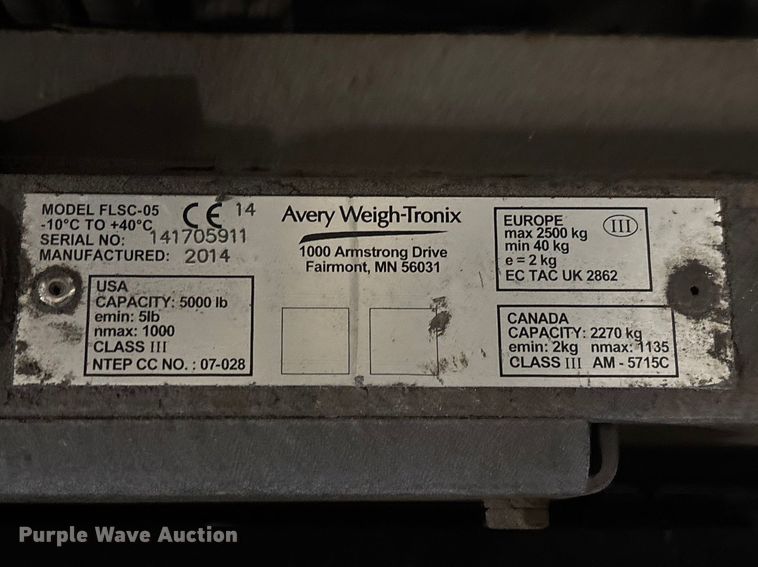 MODEL FLSC-05 CE 14
-10°C TO +40°C
SERIAL NO: 141705911
MANUFACTURED: 2014
USA
CAPACITY: 5000 lb
emin: 5lb
nmax: 1000
CLASS III
NTEP CC NO. : 07-028
Avery Weigh-Tronix
1000 Armstrong Drive
Fairmont, MN 56031
EUROPE III
max 2500 kg
min 40 kg
e = 2 kg
EC TAC UK 2862
CANADA
CAPACITY: 2270 kg
emin: 2kg nmax: 1135
CLASS III AM - 5715C
Purple Wave Auction